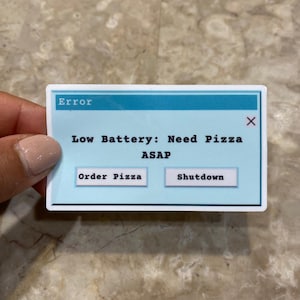 Error
Low Battery: Need Pizza
ASAP
Order Pizza Shutdown